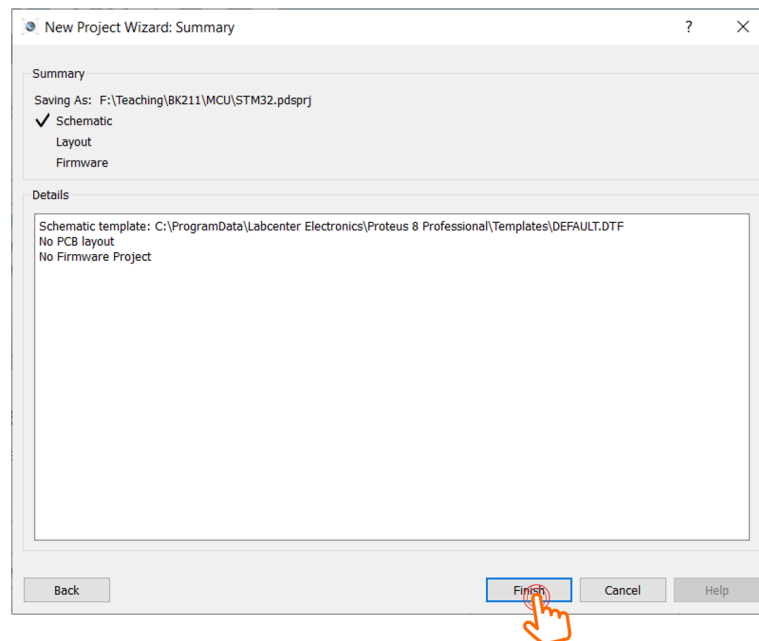 New Project Wizard: Summary
?
Summary
Saving As: F:\Teaching\BK211\MCU\STM32.pdsprj
Schematic
Layout
Firmware
Details
Schematic template: C:\ProgramData\Labcenter Electronics\Proteus 8 Professional\Templates\DEFAULT.DTF
No PCB layout
No Firmware Project
Back
Finish
Cancel
Help